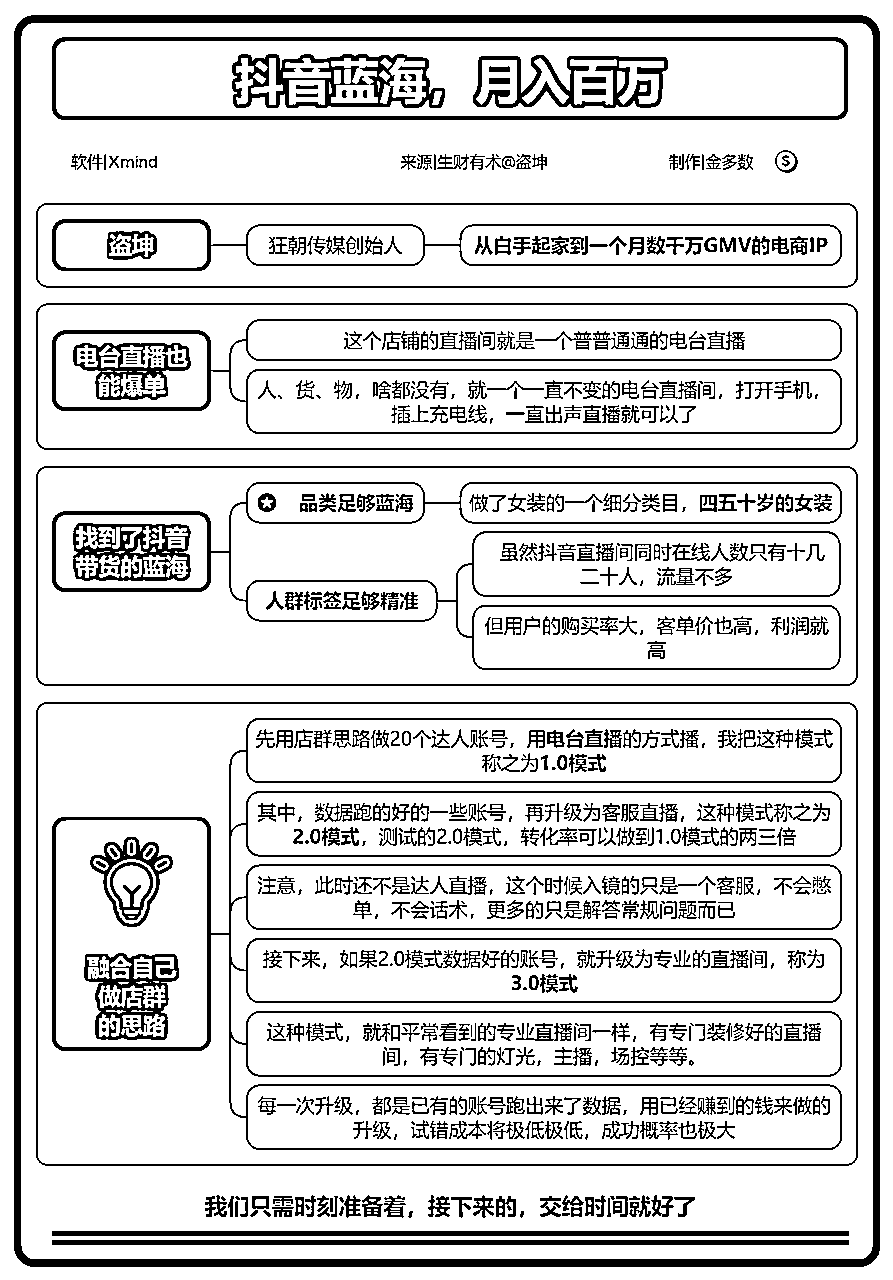 抖音蓝海，月入百万
软件|Xmind
来源|生财有术@盗坤
制作|金多数
$
盗坤
狂朝传媒创始人
从白手起家到一个月数千万GMV的电商IP
电台直播也
能爆单
这个店铺的直播间就是一个普普通通的电台直播
人、货、物，啥都没有，就一个一直不变的电台直播间，打开手机，
插上充电线，一直出声直播就可以了
找到了抖音
带货的蓝海
品类足够蓝海
做了女装的一个细分类目，四五十岁的女装
人群标签足够精准
虽然抖音直播间同时在线人数只有十几
二十人，流量不多
但用户的购买率大，客单价也高，利润就
高
融合自己
做店群
的思路
先用店群思路做20个达人账号，用电台直播的方式播，我把这种模式
称之为1.0模式
其中，数据跑的好的一些账号，再升级为客服直播，这种模式称之为
2.0模式，测试的2.0模式，转化率可以做到1.0模式的两三倍
注意，此时还不是达人直播，这个时候入镜的只是一个客服，不会憋
单，不会话术，更多的只是解答常规问题而已
接下来，如果2.0模式数据好的账号，就升级为专业的直播间，称为
3.0模式
这种模式，就和平常看到的专业直播间一样，有专门装修好的直播
间，有专门的灯光，主播，场控等等。
每一次升级，都是已有的账号跑出来了数据，用已经赚到的钱来做的
升级，试错成本将极低极低，成功概率也极大
我们只需时刻准备着，接下来的，交给时间就好了